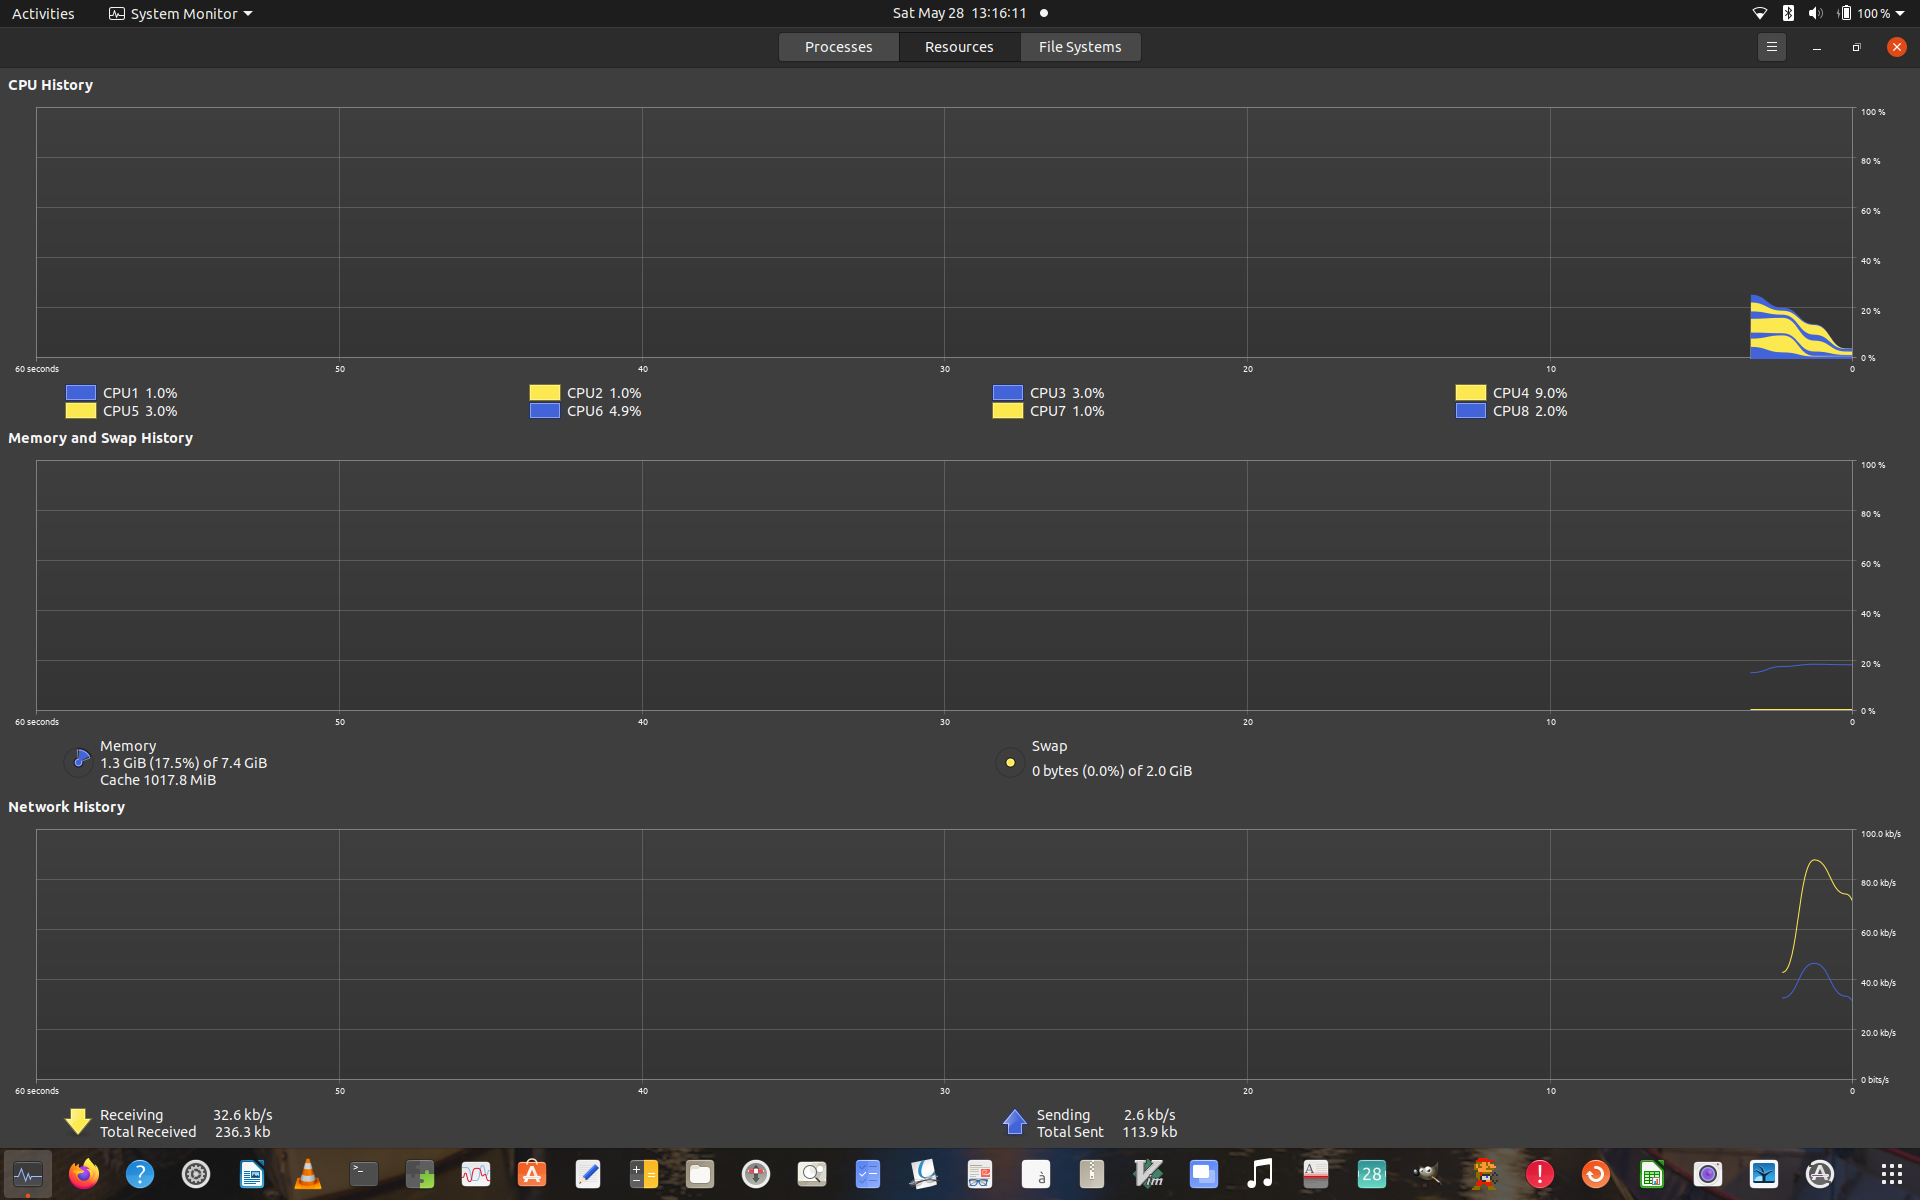 Activities System Monitor Sat May 28 13:16:11 100 %
Processes Resources File Systems
CPU History
100 %
80 %
60 %
40 %
20 %
0 %
60 seconds 50 40 30 20 10 0
CPU1 1.0% CPU2 1.0% CPU3 3.0% CPU4 9.0%
CPU5 3.0% CPU6 4.9% CPU7 1.0% CPU8 2.0%
Memory and Swap History
100 %
80 %
60 %
40 %
20 %
0 %
60 seconds 50 40 30 20 10 0
Memory
1.3 GiB (17.5%) of 7.4 GiB
Cache 1017.8 MiB
Swap
0 bytes (0.0%) of 2.0 GiB
Network History
100.0 kb/s
80.0 kb/s
60.0 kb/s
40.0 kb/s
20.0 kb/s
0 bits/s
60 seconds 50 40 30 20 10 0
Receiving 32.6 kb/s
Total Received 236.3 kb
Sending 2.6 kb/s
Total Sent 113.9 kb
? >_ à Vim A 28 !